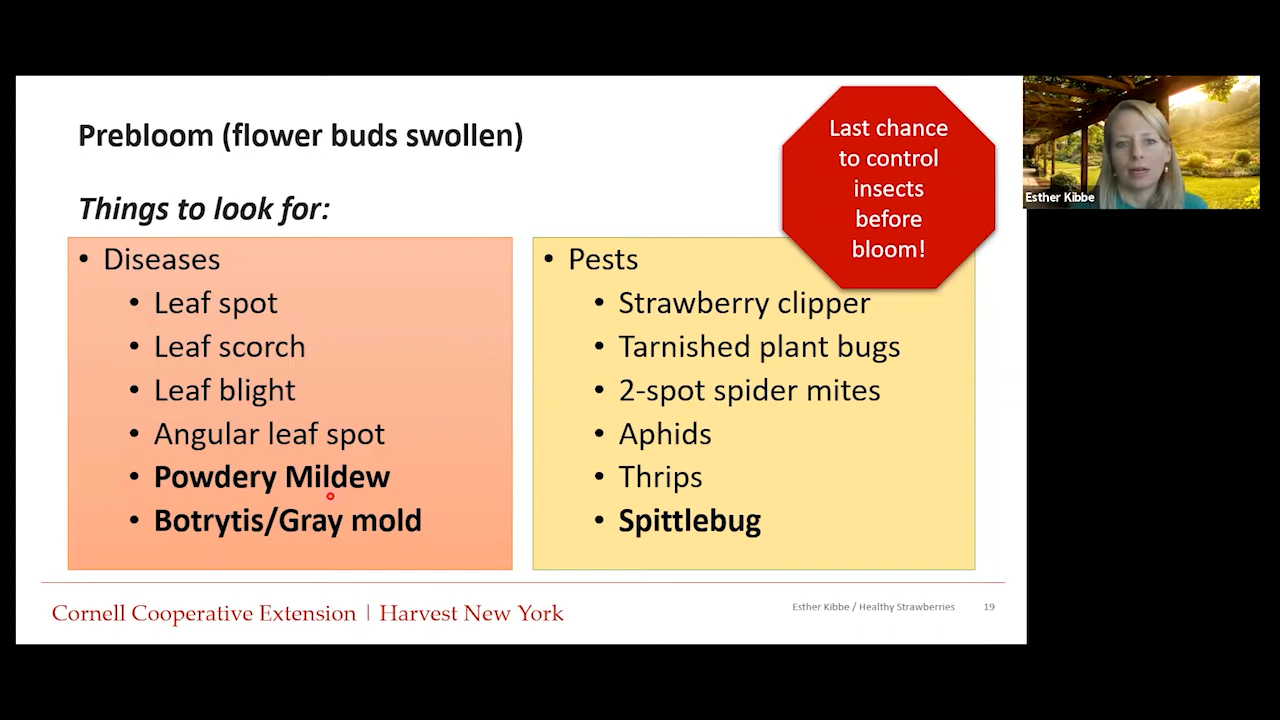 Prebloom (flower buds swollen)
Things to look for:
• Diseases
• Leaf spot
• Leaf scorch
• Leaf blight
• Angular leaf spot
• Powdery Mildew
• Botrytis/Gray mold
Last chance
to control
insects
before
bloom!
• Pests
• Strawberry clipper
• Tarnished plant bugs
• 2-spot spider mites
• Aphids
• Thrips
• Spittlebug
Cornell Cooperative Extension | Harvest New York
Esther Kibbe / Healthy Strawberries
19
Esther Kibbe